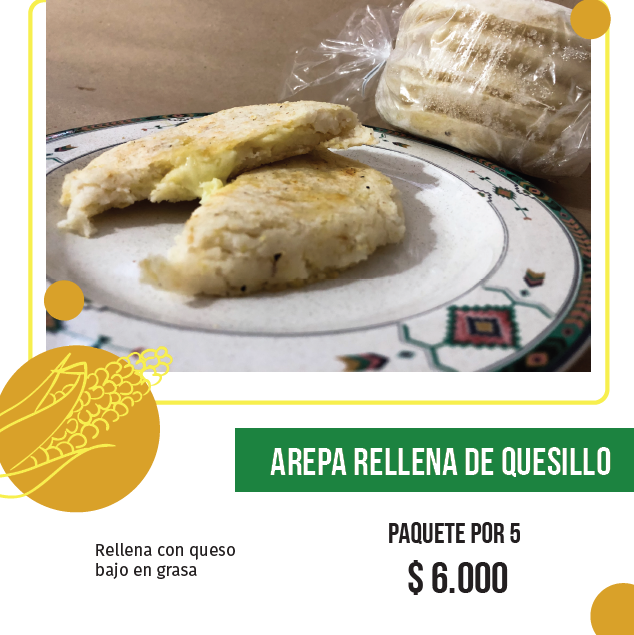 AREPA RELLENA DE QUESILLO
Rellena con queso
bajo en grasa
PAQUETE POR 5
$ 6.000